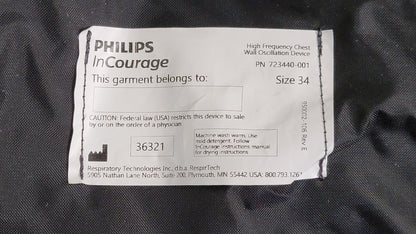 PHILIPS
InCourage
This garment belongs to:
High Frequency Chest
Wall Oscillation Device
PN 723440-001
Size 34
CAUTION: Federal law (USA) restricts this device to sale
by or on the order of a physician.
36321
Machine wash warm. Use
mild detergent. Follow
InCourage instructions manual
for drying instructions
Respiratory Technologies Inc., d.b.a. RespirTech
5905 Nathan Lane North, Suite 200, Plymouth, MN 55442 USA: 800.793.1261
Rev E